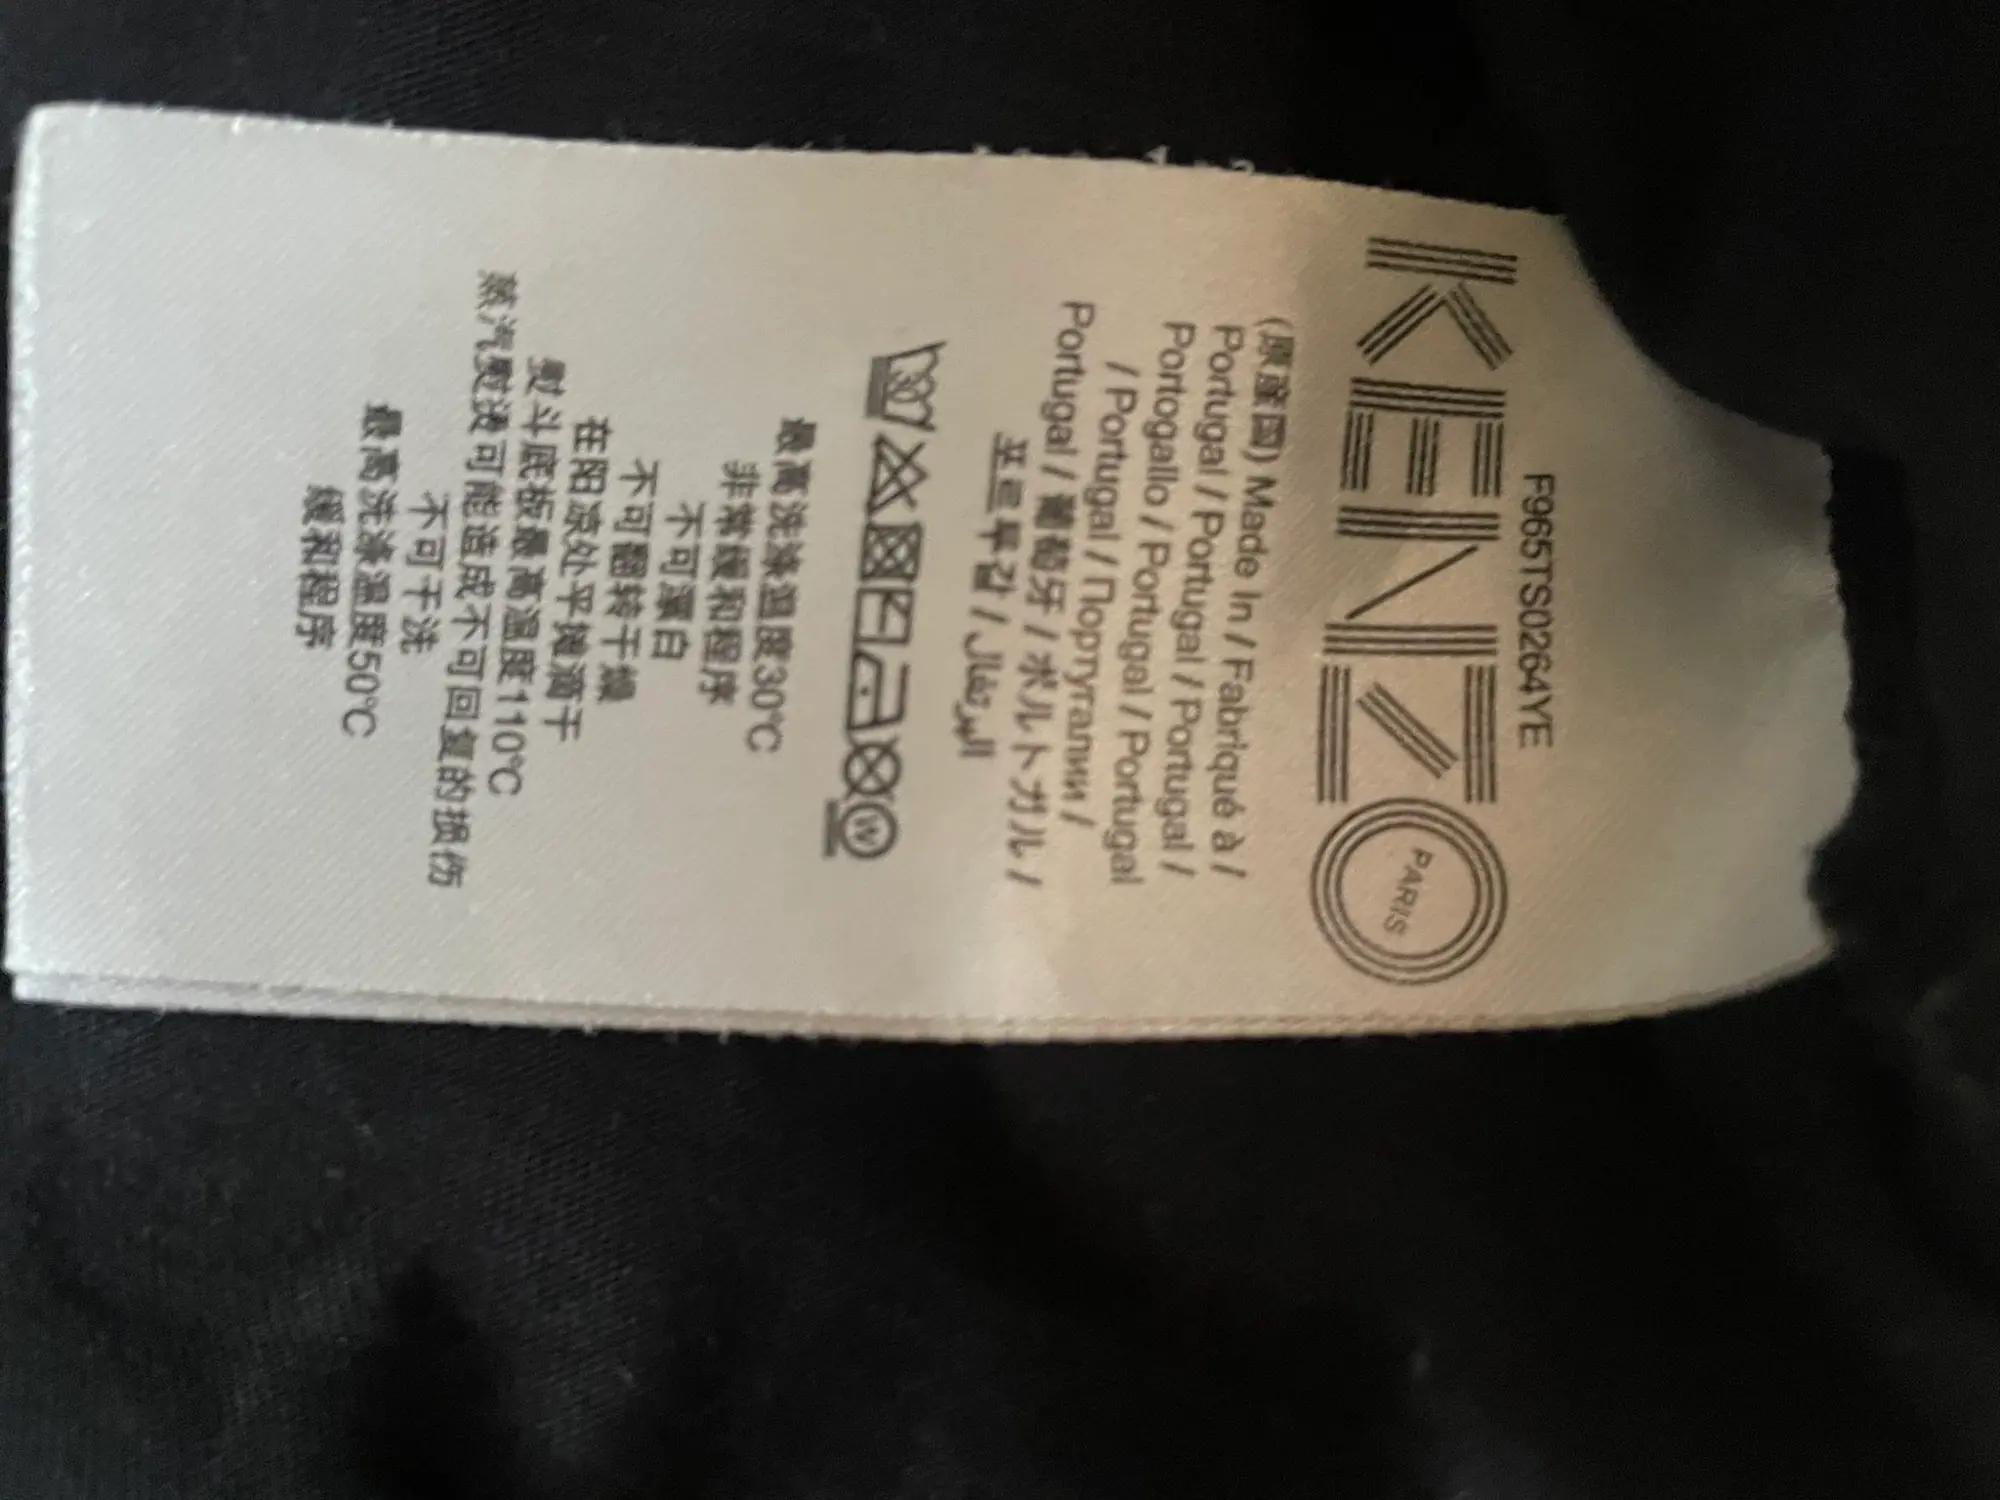 F965TS0264YE
KENZO
PARIS
(原産国) Made In / Fabriqué à /
Portugal / Portugal / Portugal /
Portogallo / Portugal / Portugal
/ Portugal / Португалии /
Portugal / 葡萄牙 / ポルトガル /
포르투갈 / البرتغال
W
最高洗涤温度30℃
非常缓和程序
不可漂白
不可翻转干燥
在阴凉处平摊滴干
熨斗底板最高温度110℃
蒸汽熨烫可能造成不可回复的损伤
不可干洗
最高洗涤温度50℃
缓和程序